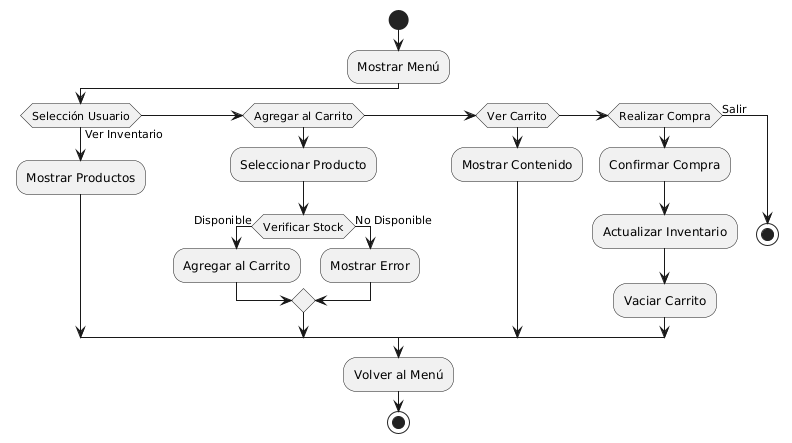 Mostrar Menú
Selección Usuario
Agregar al Carrito
Ver Carrito
Realizar Compra
Salir
Ver Inventario
Mostrar Productos
Seleccionar Producto
Mostrar Contenido
Confirmar Compra
Disponible
Verificar Stock
No Disponible
Actualizar Inventario
Agregar al Carrito
Mostrar Error
Vaciar Carrito
Volver al Menú